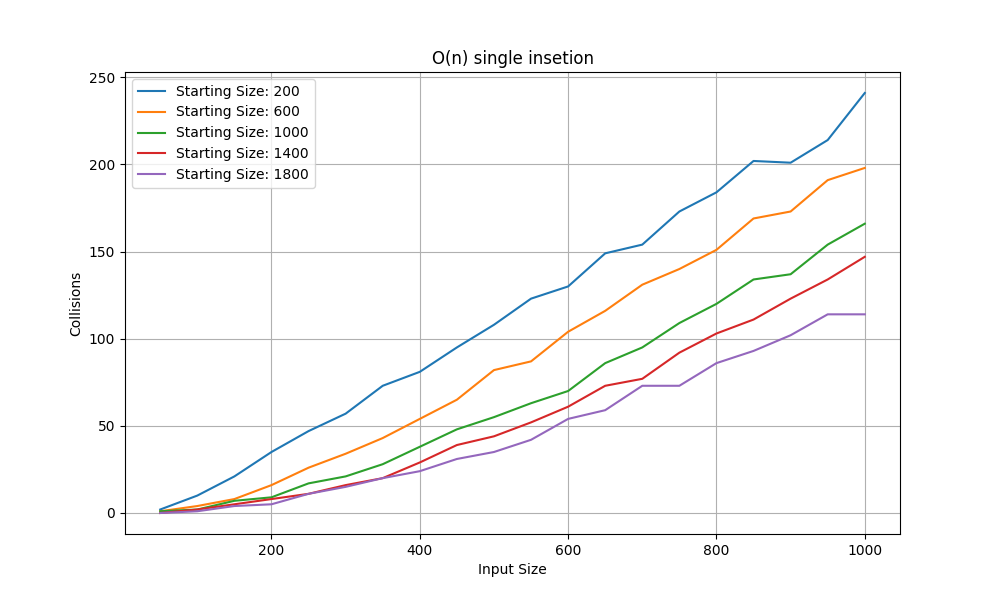 O(n) single insetion
250
200
150
100
50
0
Collisions
Starting Size: 200
Starting Size: 600
Starting Size: 1000
Starting Size: 1400
Starting Size: 1800
200 400 600 800 1000
Input Size